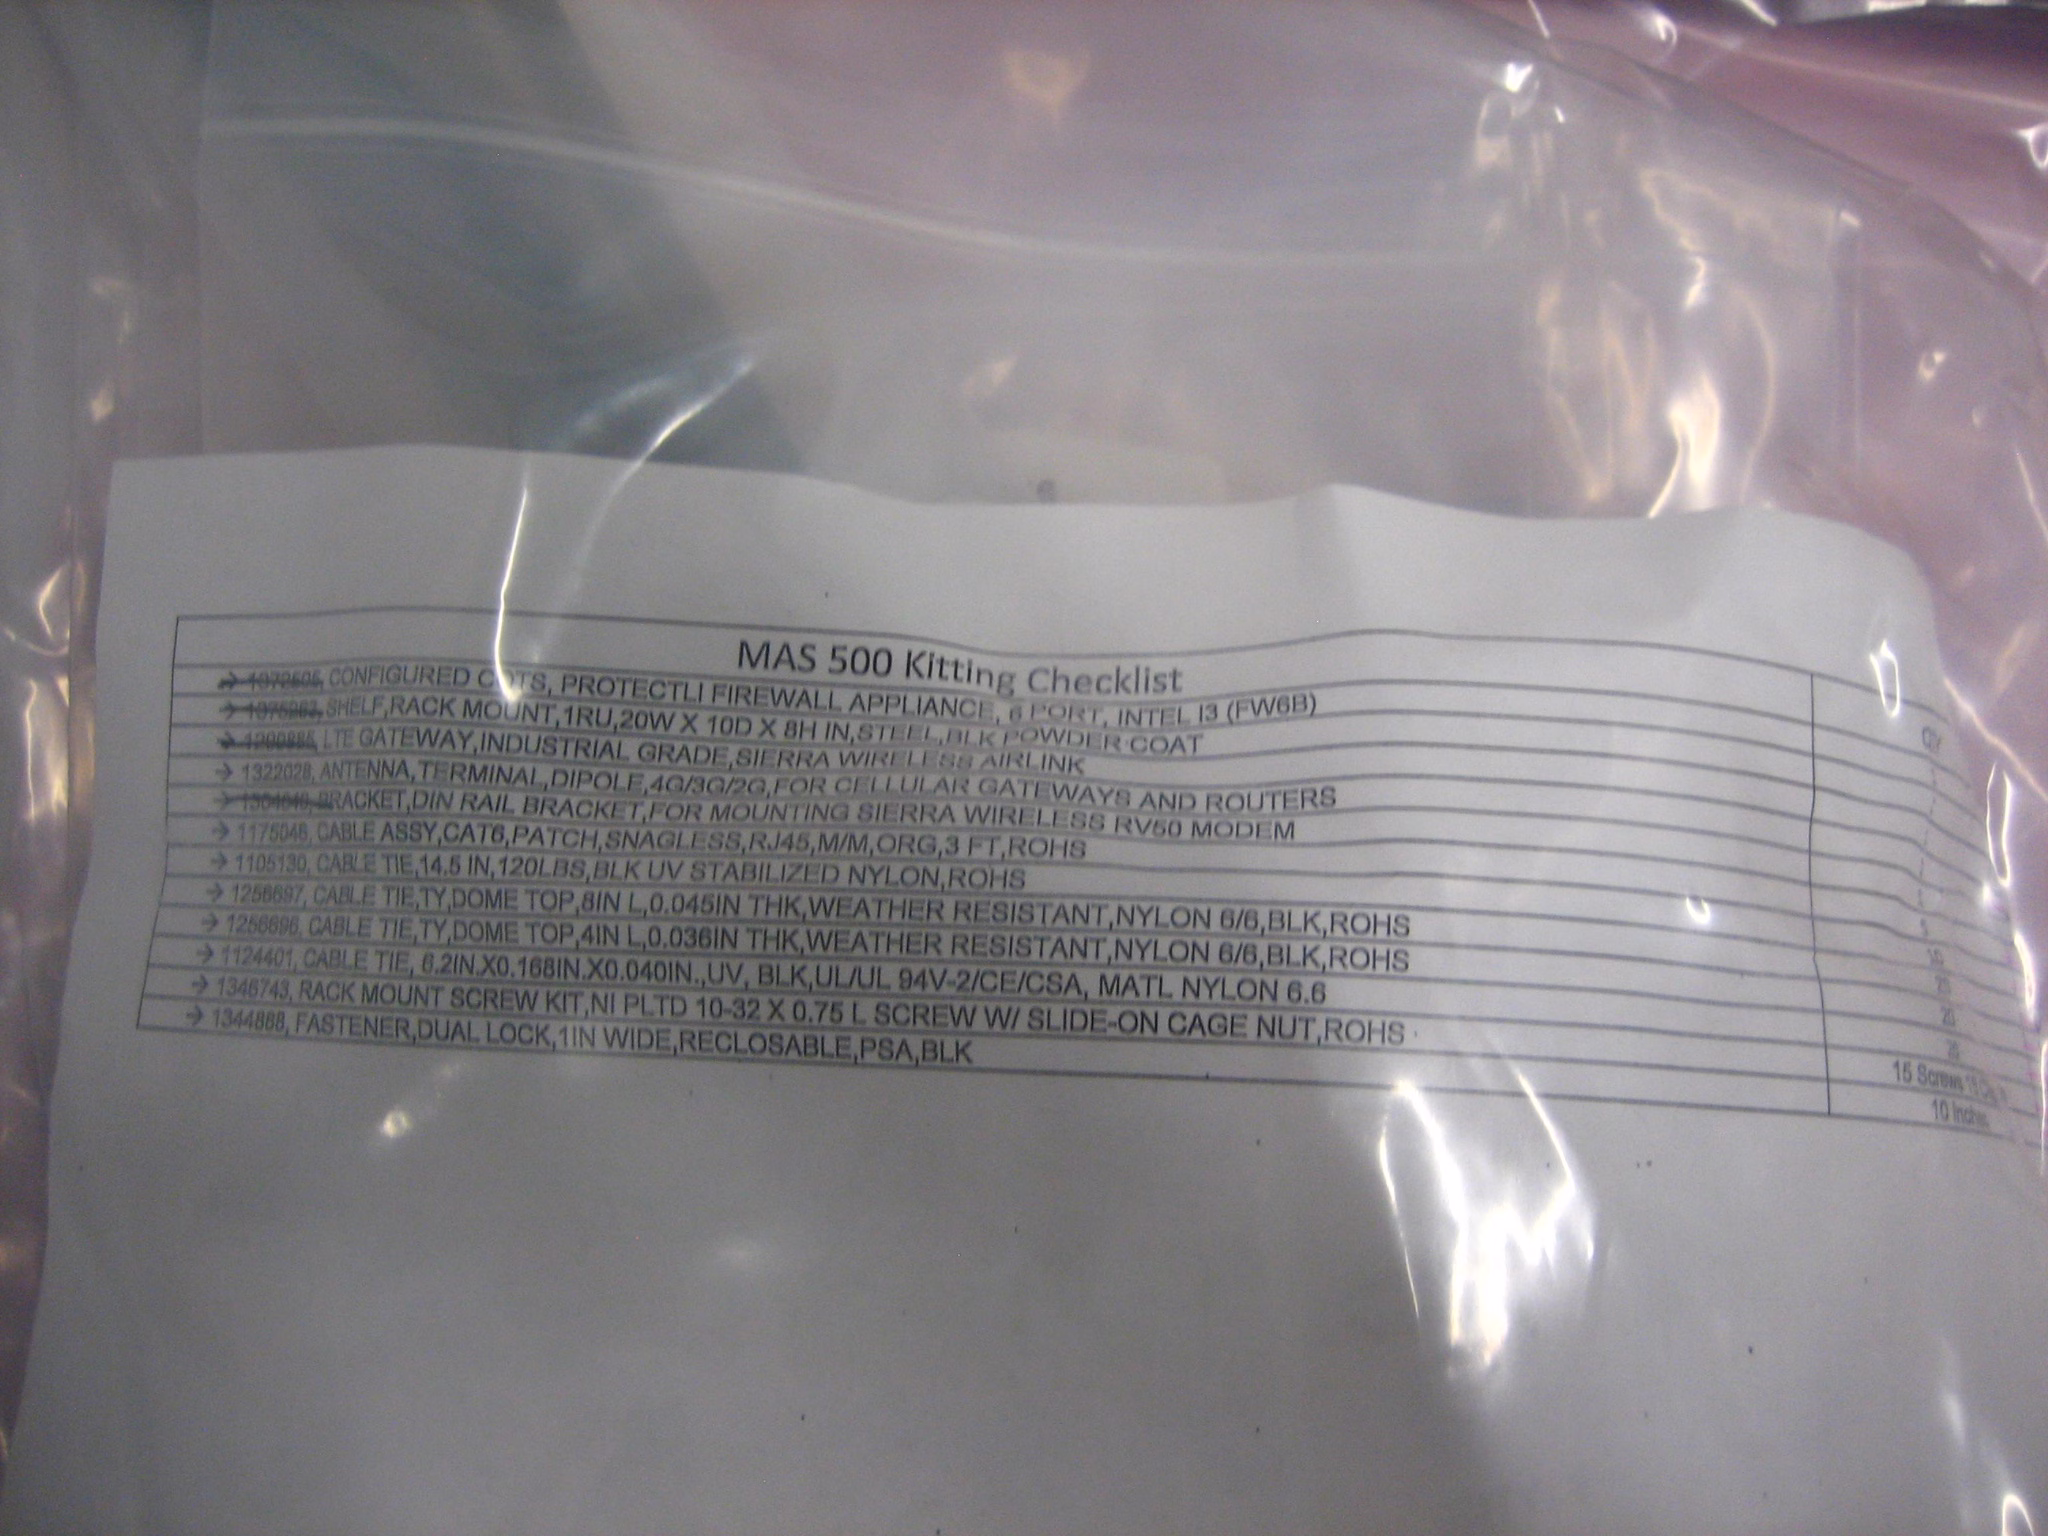 MAS 500 Kitting Checklist
QTY
→ CONFIGURED COTS, PROTECTLI FIREWALL APPLIANCE, 6 PORT, INTEL I3 (FW6B)
→ SHELF,RACK MOUNT,1RU,20W X 10D X 8H IN,STEEL,BLK POWDER COAT
→ LTE GATEWAY,INDUSTRIAL GRADE,SIERRA WIRELESS AIRLINK
→ 1322028, ANTENNA,TERMINAL,DIPOLE,4G/3G/2G,FOR CELLULAR GATEWAYS AND ROUTERS
→ BRACKET,DIN RAIL BRACKET,FOR MOUNTING SIERRA WIRELESS RV50 MODEM
→ 1175046, CABLE ASSY,CAT6,PATCH,SNAGLESS,RJ45,M/M,ORG,3 FT,ROHS
→ 1105130, CABLE TIE,14.5 IN,120LBS,BLK UV STABILIZED NYLON,ROHS
→ 1256697, CABLE TIE,TY,DOME TOP,8IN L,0.045IN THK,WEATHER RESISTANT,NYLON 6/6,BLK,ROHS
→ 1256696, CABLE TIE,TY,DOME TOP,4IN L,0.036IN THK,WEATHER RESISTANT,NYLON 6/6,BLK,ROHS
→ 1124401, CABLE TIE, 6.2IN.X0.168IN.X0.040IN.,UV, BLK,UL/UL 94V-2/CE/CSA, MATL NYLON 6.6
→ 1346743, RACK MOUNT SCREW KIT,NI PLTD 10-32 X 0.75 L SCREW W/ SLIDE-ON CAGE NUT,ROHS 15 Screws
→ 1344868, FASTENER,DUAL LOCK,1IN WIDE,RECLOSABLE,PSA,BLK 10 Inches